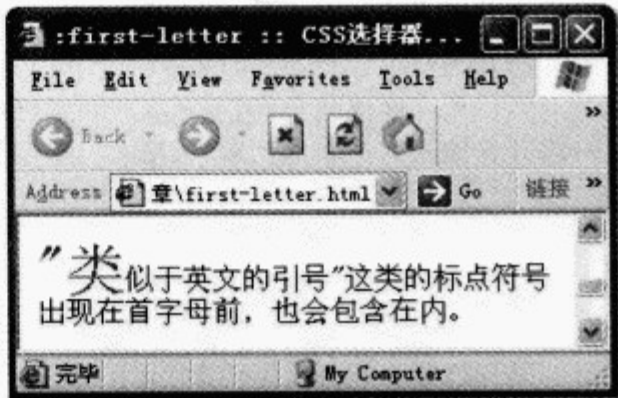 :first-letter :: CSS选择器...
File Edit View Favorites Tools Help
Back
Address 章\first-letter.html Go 链接
"类似于英文的引号"这类的标点符号
出现在首字母前，也会包含在内。
完毕 My Computer